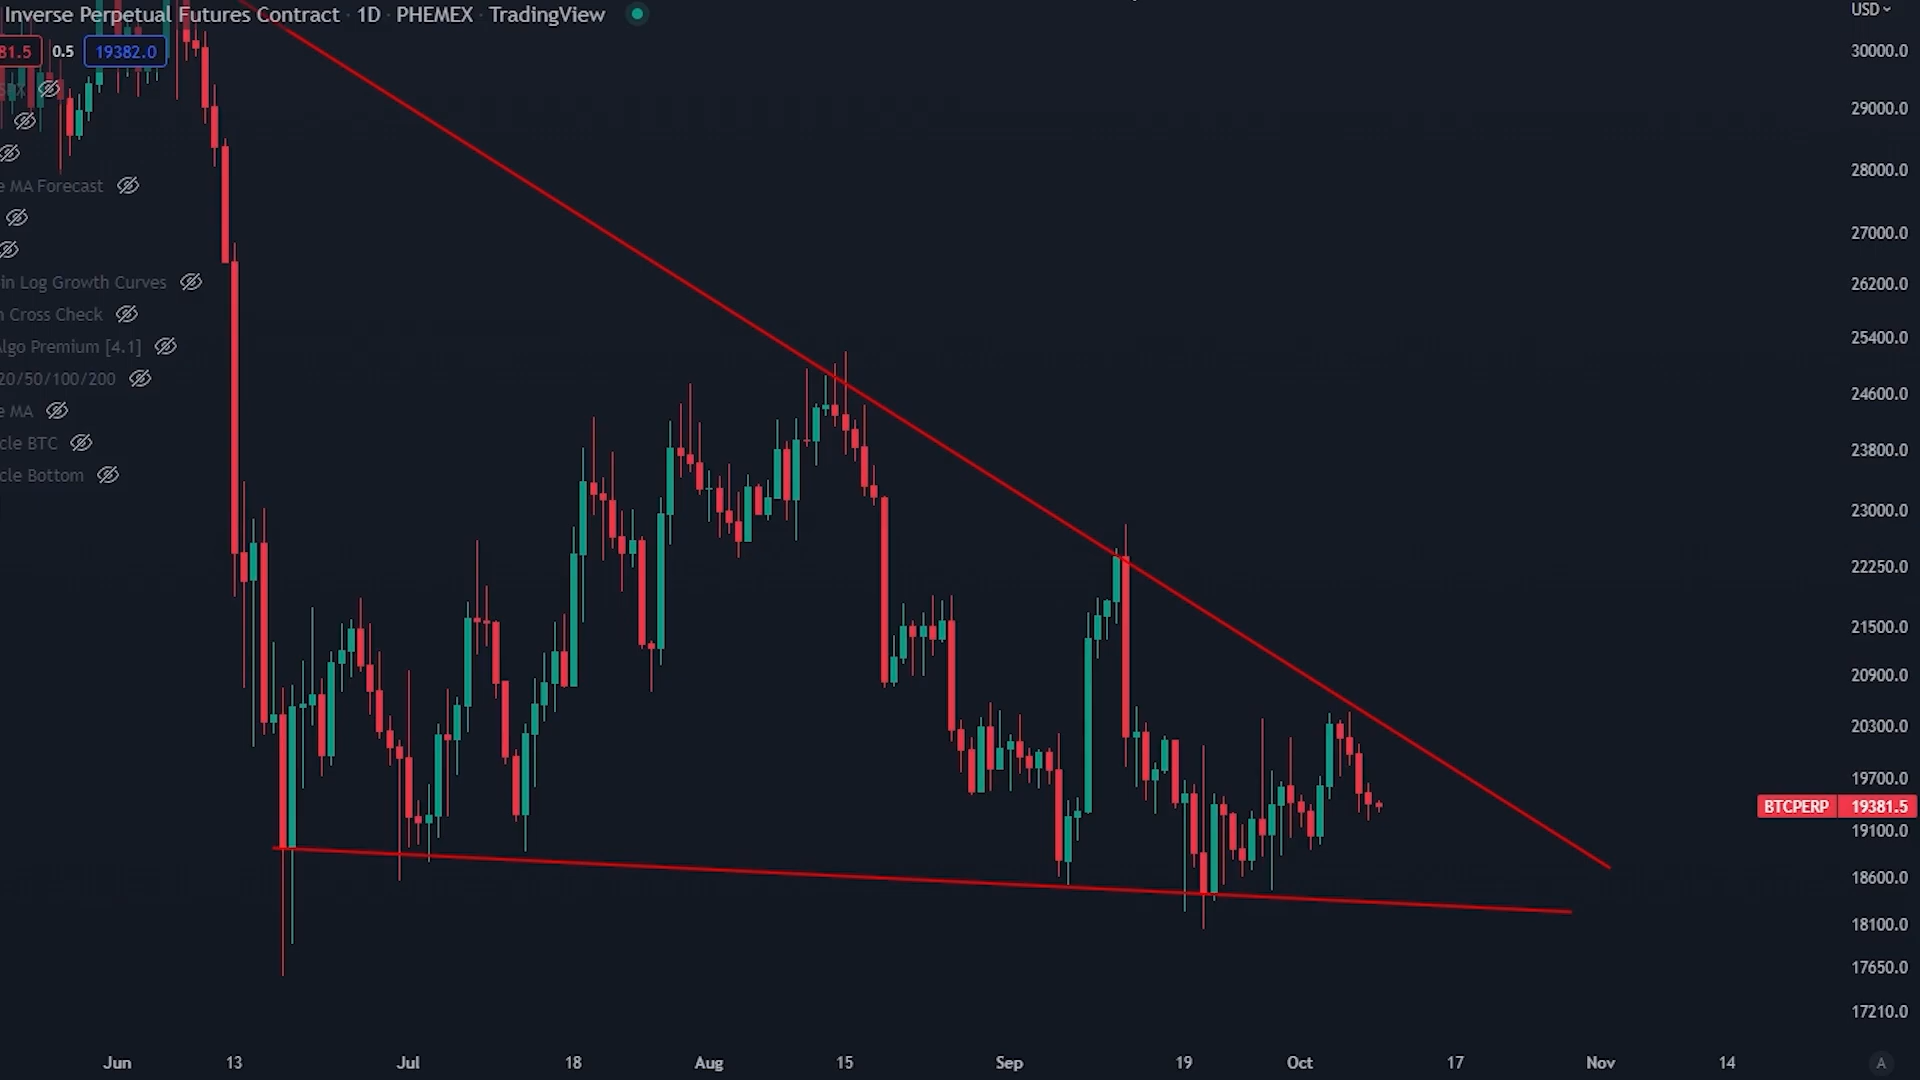 Inverse Perpetual Futures Contract · 1D · PHEMEX · TradingView
81.5 0.5 19382.0
MA Forecast
Log Growth Curves
Cross Check
Premium [4.1]
20/50/100/200
MA
BTC
Bottom
USD
30000.0
29000.0
28000.0
27000.0
26200.0
25400.0
24600.0
23800.0
23000.0
22250.0
21500.0
20900.0
20300.0
19700.0
BTCPERP 19381.5
19100.0
18600.0
18100.0
17650.0
17210.0
Jun 13 Jul 18 Aug 15 Sep 19 Oct 17 Nov 14 A